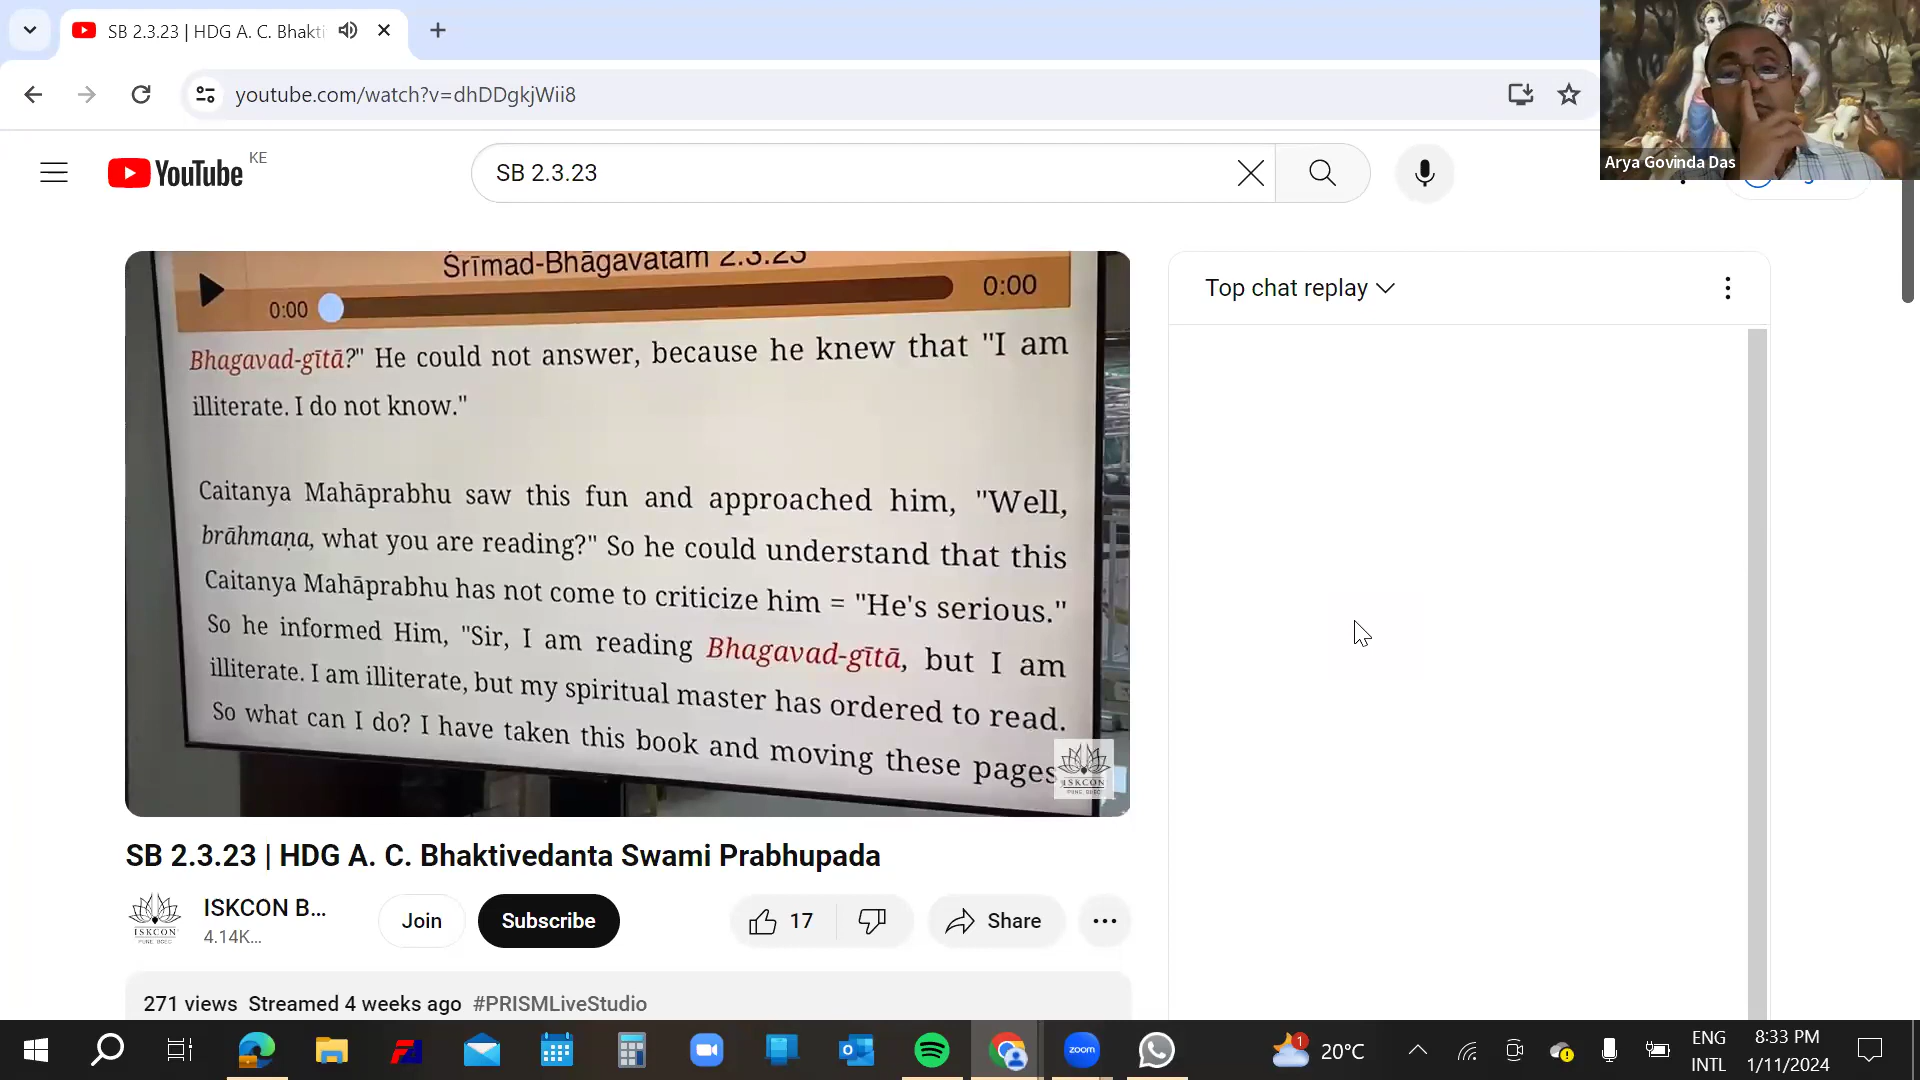 SB 2.3.23 | HDG A. C. Bhakti
youtube.com/watch?v=dhDDgkjWii8
YouTube
KE
SB 2.3.23
Arya Govinda Das
Śrīmad-Bhāgavatam 2.3.23
0:00
0:00
Bhagavad-gītā?" He could not answer, because he knew that "I am
illiterate. I do not know."
Caitanya Mahāprabhu saw this fun and approached him, "Well,
brāhmaṇa, what you are reading?" So he could understand that this
Caitanya Mahāprabhu has not come to criticize him = "He's serious."
So he informed Him, "Sir, I am reading Bhagavad-gītā, but I am
illiterate. I am illiterate, but my spiritual master has ordered to read.
So what can I do? I have taken this book and moving these pages
ISKCON
PUNE, BCEC
Top chat replay
SB 2.3.23 | HDG A. C. Bhaktivedanta Swami Prabhupada
ISKCON
PUNE, BCEC
ISKCON B...
4.14K...
Join
Subscribe
17
Share
271 views Streamed 4 weeks ago #PRISMLiveStudio
zoom
1
20°C
ENG
INTL
8:33 PM
1/11/2024